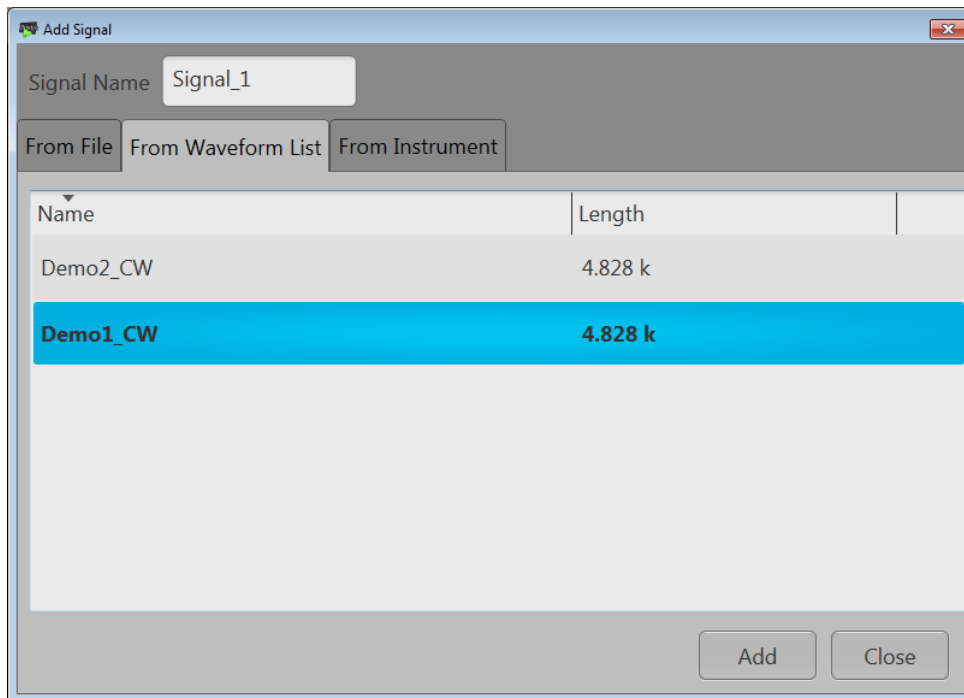 Add Signal
Signal Name Signal_1
From File From Waveform List From Instrument
Name Length
Demo2_CW 4.828 k
Demo1_CW 4.828 k
Add Close